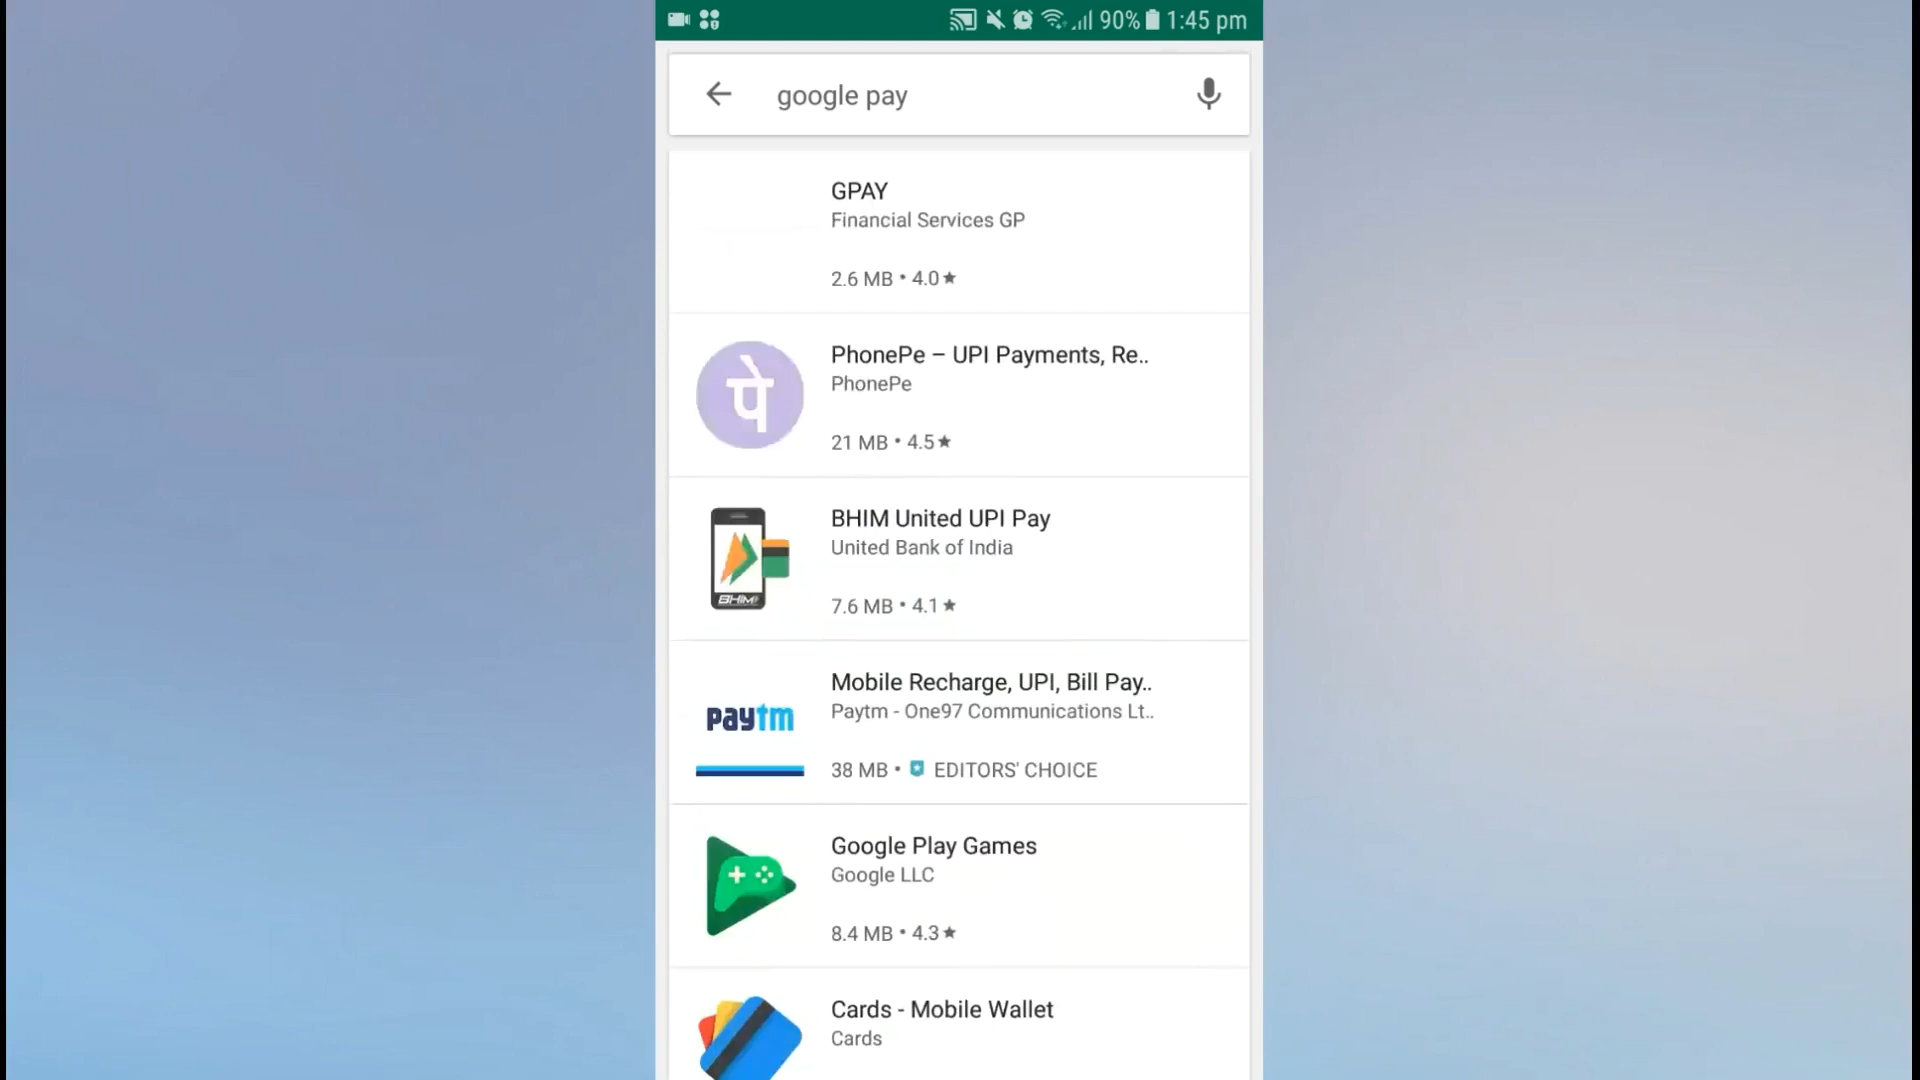 90% 1:45 pm
google pay
GPAY
Financial Services GP
2.6 MB • 4.0★
पे
PhonePe – UPI Payments, Re..
PhonePe
21 MB • 4.5★
BHIM
BHIM United UPI Pay
United Bank of India
7.6 MB • 4.1★
paytm
Mobile Recharge, UPI, Bill Pay..
Paytm - One97 Communications Lt..
38 MB • EDITORS' CHOICE
Google Play Games
Google LLC
8.4 MB • 4.3★
Cards - Mobile Wallet
Cards